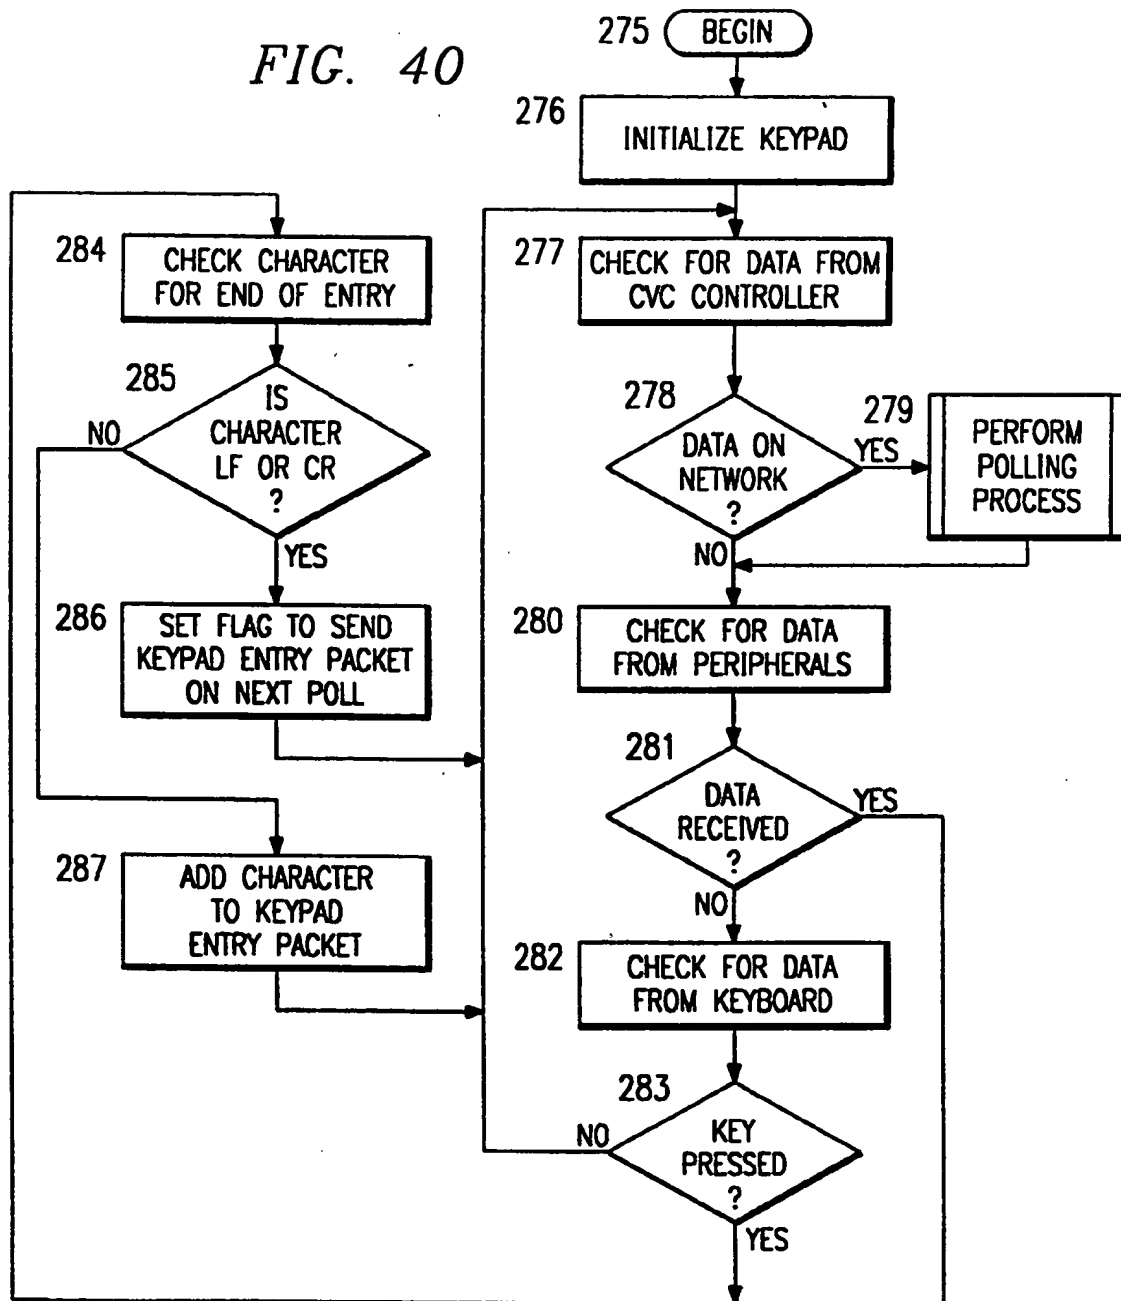 FIG. 40
275
BEGIN
276
INITIALIZE KEYPAD
277
CHECK FOR DATA FROM
CVC CONTROLLER
278
DATA ON
NETWORK
?
YES
NO
279
PERFORM
POLLING
PROCESS
280
CHECK FOR DATA
FROM PERIPHERALS
281
DATA
RECEIVED
?
YES
NO
282
CHECK FOR DATA
FROM KEYBOARD
283
KEY
PRESSED
?
NO
YES
284
CHECK CHARACTER
FOR END OF ENTRY
285
IS
CHARACTER
LF OR CR
?
NO
YES
286
SET FLAG TO SEND
KEYPAD ENTRY PACKET
ON NEXT POLL
287
ADD CHARACTER
TO KEYPAD
ENTRY PACKET